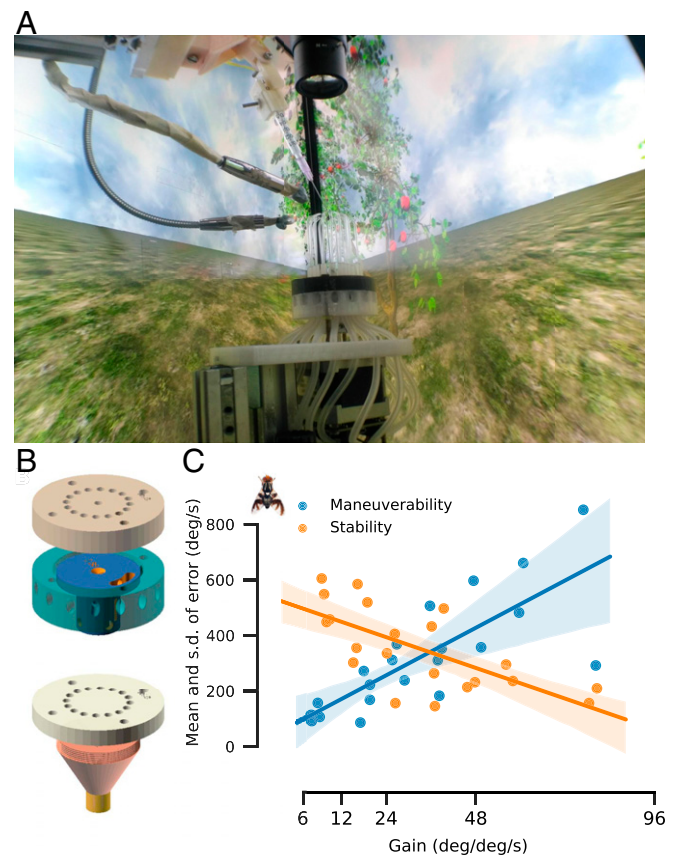 A
B
C
Maneuverability
Stability
Mean and s.d. of error (deg/s)
800
600
400
200
0
6 12 24 48 96
Gain (deg/deg/s)